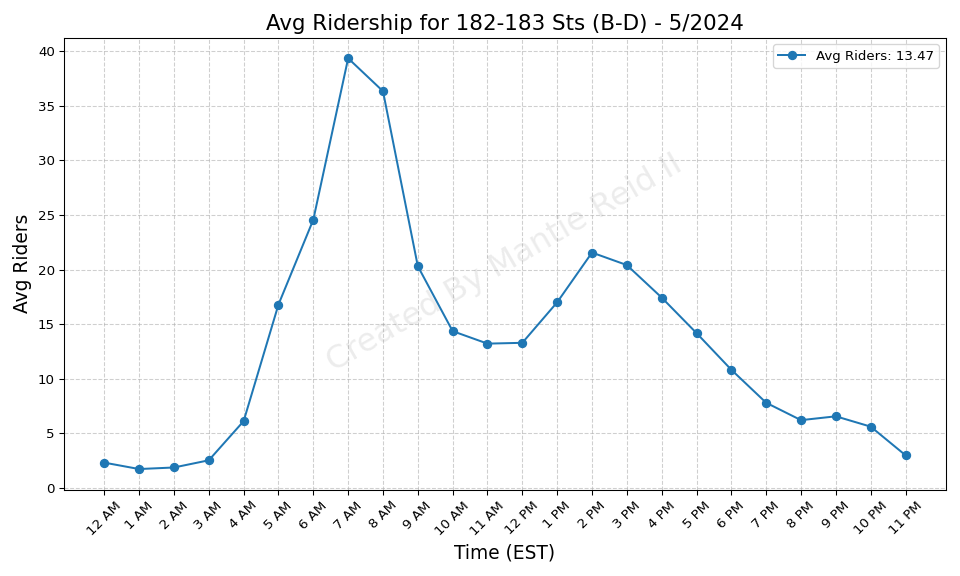 Avg Ridership for 182-183 Sts (B-D) - 5/2024
Avg Riders: 13.47
Avg Riders
40
35
30
25
20
15
10
5
0
Created By Mantie Reid II
12 AM
1 AM
2 AM
3 AM
4 AM
5 AM
6 AM
7 AM
8 AM
9 AM
10 AM
11 AM
12 PM
1 PM
2 PM
3 PM
4 PM
5 PM
6 PM
7 PM
8 PM
9 PM
10 PM
11 PM
Time (EST)